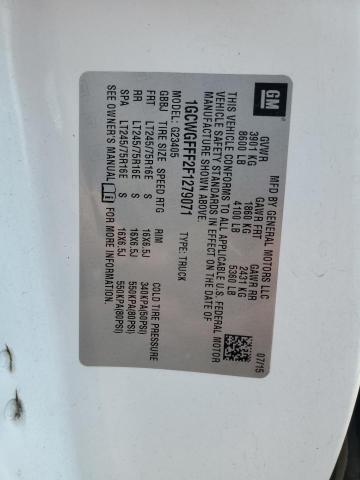 GM
MFD BY GENERAL MOTORS LLC
07/15
GVWR GAWR FRT GAWR RR
3901 KG 1860 KG 2431 KG
8600 LB 4100 LB 5360 LB
THIS VEHICLE CONFORMS TO ALL APPLICABLE U.S. FEDERAL MOTOR
VEHICLE SAFETY STANDARDS IN EFFECT ON THE DATE OF
MANUFACTURE SHOWN ABOVE.
1GCWGFFF2F1279071 TYPE: TRUCK
MODEL: G23405
GBBJ TIRE SIZE SPEED RTG RIM COLD TIRE PRESSURE
FRT LT245/75R16E S 16X6.5J 340KPA(50PSI)
RR LT245/75R16E S 16X6.5J 550KPA(80PSI)
SPA LT245/75R16E S 16X6.5J 550KPA(80PSI)
SEE OWNER'S MANUAL FOR MORE INFORMATION.